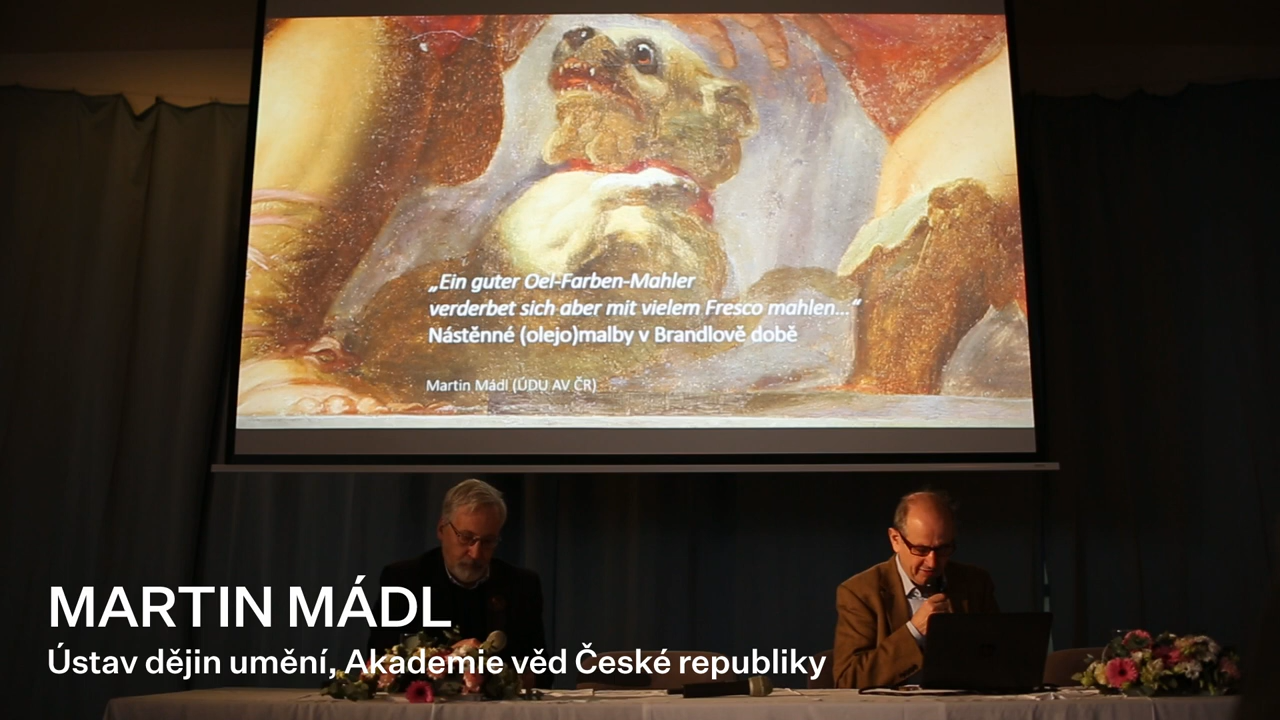 „Ein guter Oel-Farben-Mahler
verderbet sich aber mit vielem Fresco mahlen...“
Nástěnné (olejo)malby v Brandlově době
Martin Mádl (ÚDU AV ČR)
MARTIN MÁDL
Ústav dějin umění, Akademie věd České republiky